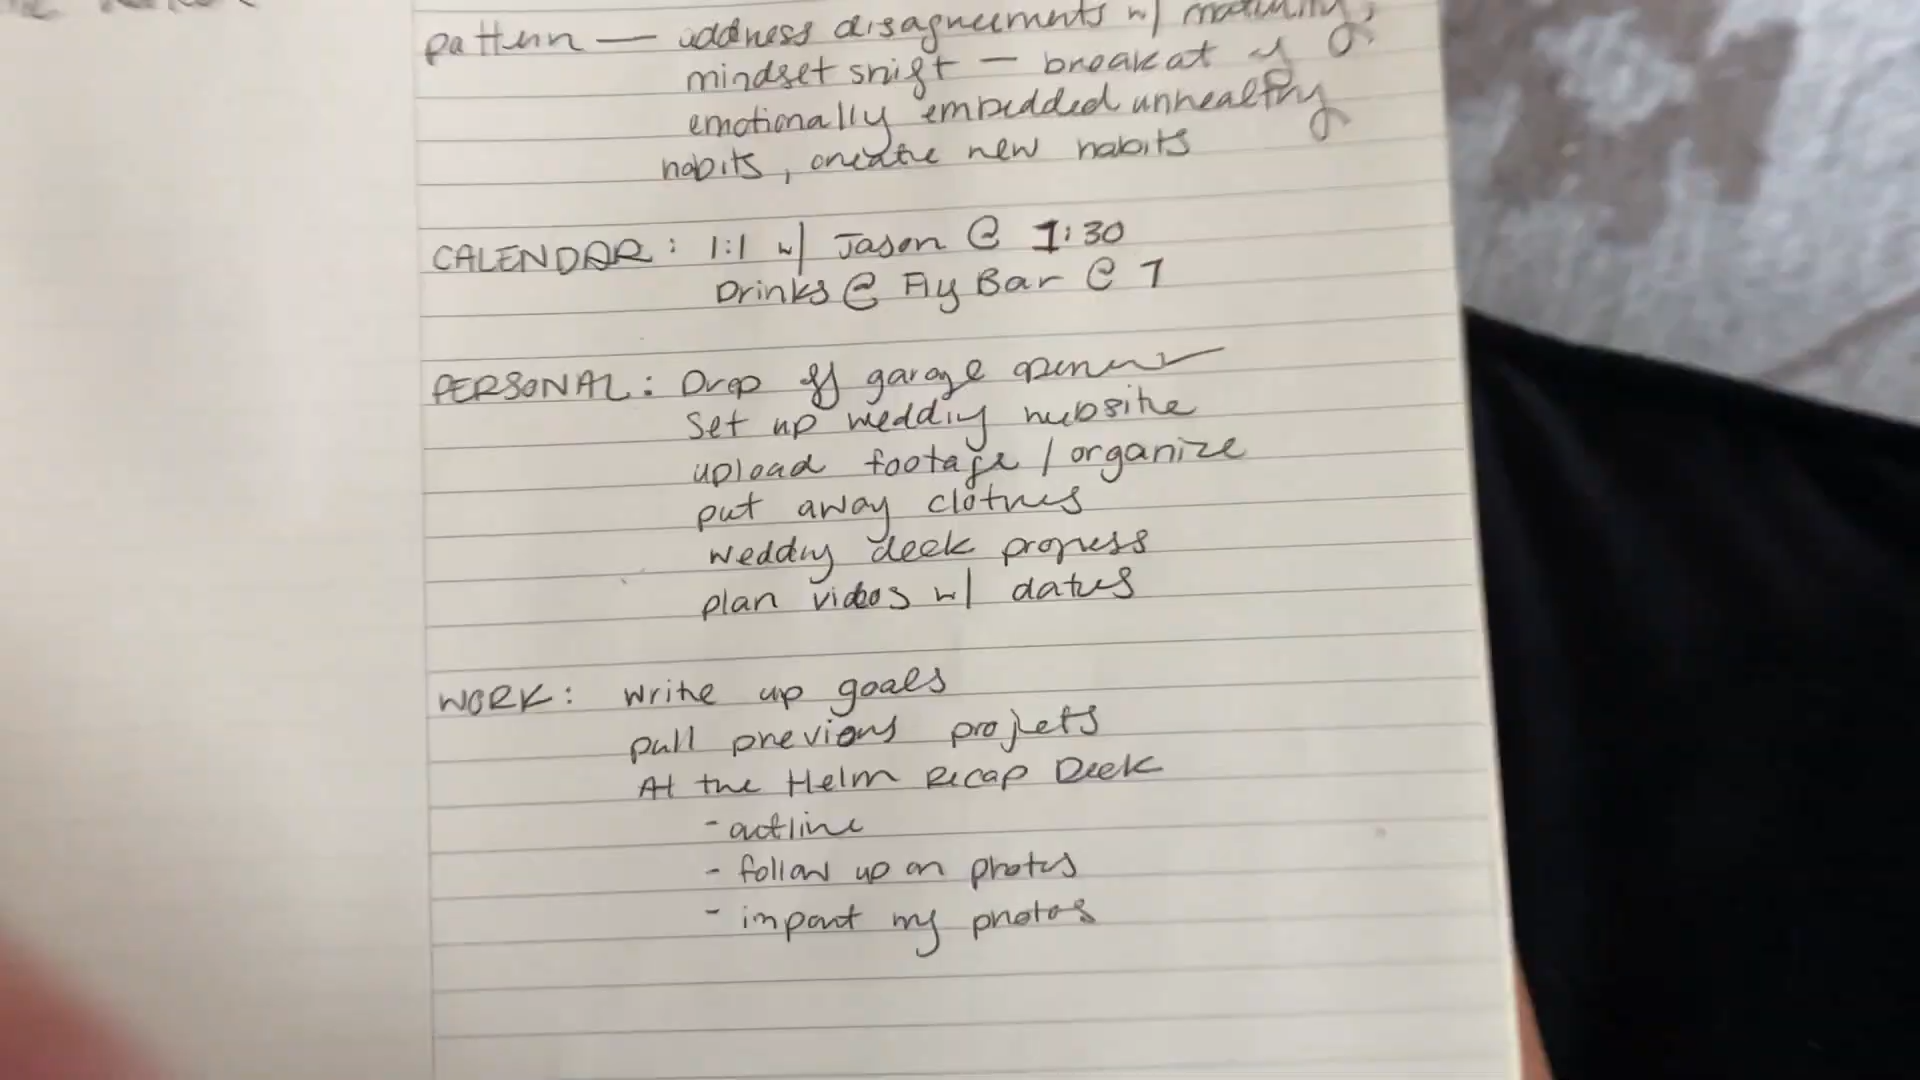 pattern — address disagreements w/ maturity,
mindset shift — break out of
emotionally embedded unhealthy
habits, create new habits
CALENDAR: 1:1 w/ Jason @ 1:30
Drinks @ Fly Bar @ 7
PERSONAL: Drop off garage opener
Set up wedding website
upload footage / organize
put away clothes
wedding deck progress
plan videos w/ dates
WORK: Write up goals
pull previous projects
At the Helm Recap Deck
- outline
- follow up on photos
- import my photos